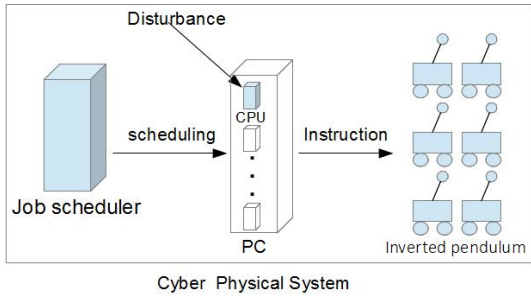 Disturbance
CPU
scheduling
Instruction
Job scheduler
PC
Inverted pendulum
Cyber Physical System